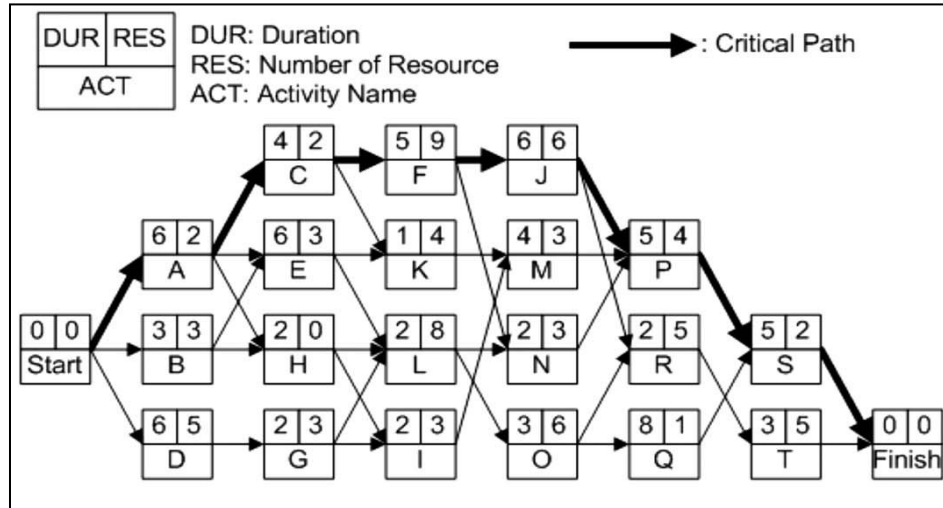 DUR RES
ACT
DUR: Duration
RES: Number of Resource
ACT: Activity Name
: Critical Path
4 2
C
5 9
F
6 6
J
6 2
A
6 3
E
1 4
K
4 3
M
5 4
P
0 0
Start
3 3
B
2 0
H
2 8
L
2 3
N
2 5
R
5 2
S
6 5
D
2 3
G
2 3
I
3 6
O
8 1
Q
3 5
T
0 0
Finish